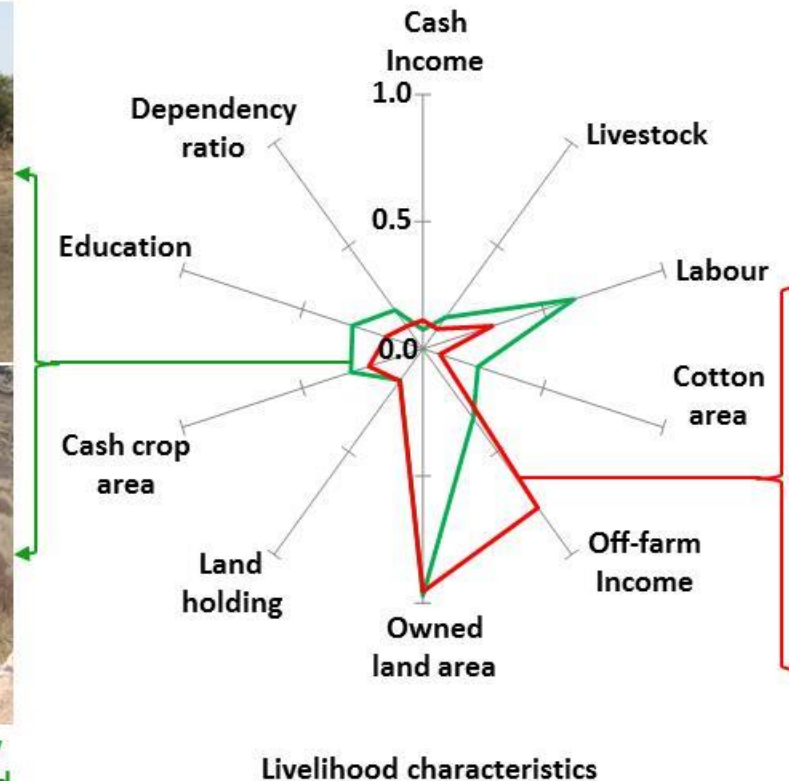 Cash
Income
1.0
Dependency
ratio
Livestock
0.5
Education
Labour
0.0
Cotton
area
Cash crop
area
Off-farm
Income
Land
holding
Owned
land area
Livelihood characteristics